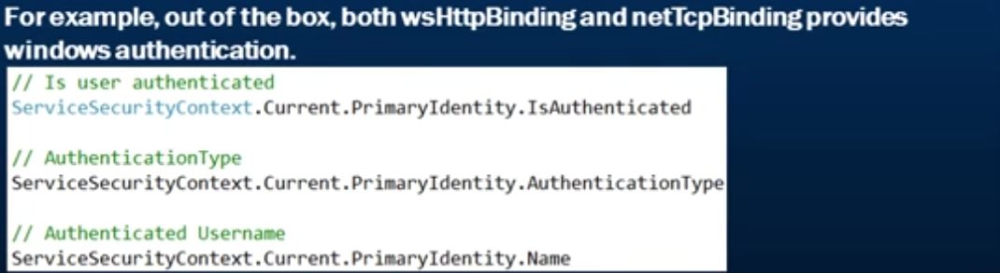 For example, out of the box, both wsHttpBinding and netTcpBinding provides
windows authentication.
// Is user authenticated
ServiceSecurityContext.Current.PrimaryIdentity.IsAuthenticated
// AuthenticationType
ServiceSecurityContext.Current.PrimaryIdentity.AuthenticationType
// Authenticated Username
ServiceSecurityContext.Current.PrimaryIdentity.Name